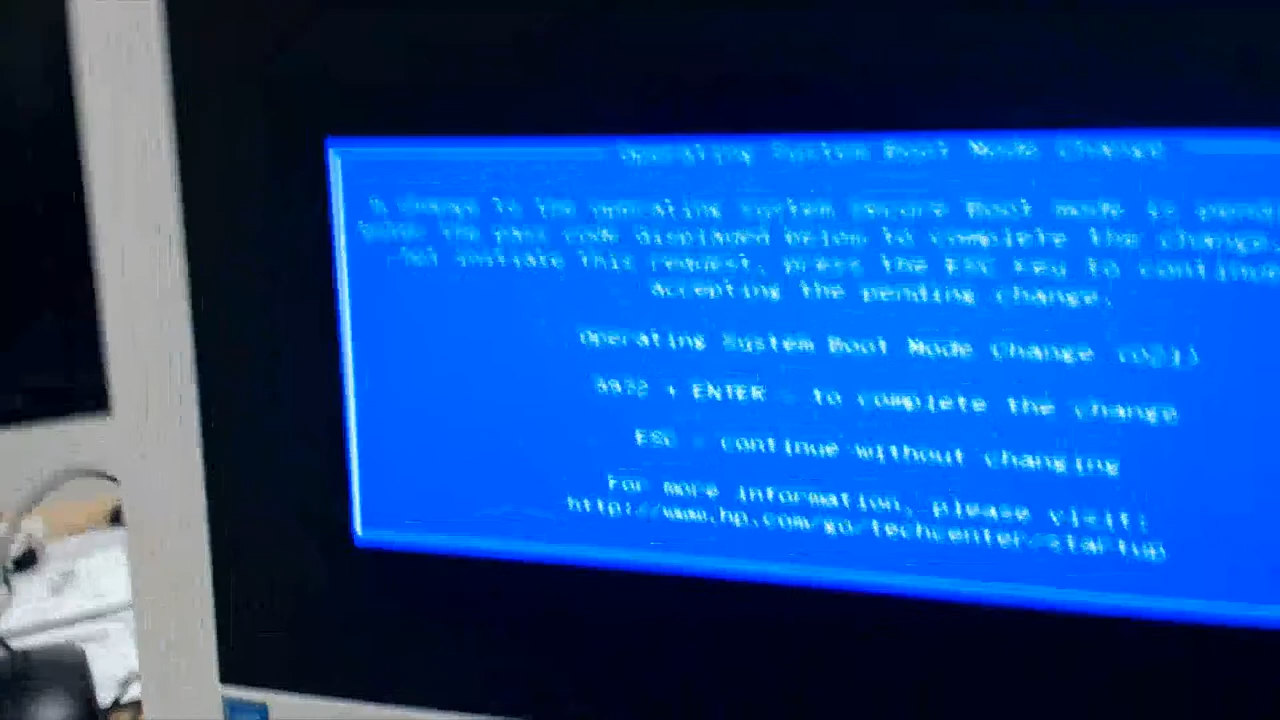 Operating System Boot Mode Change
A change to the operating system secure Boot mode is
the pass code displayed below to complete the change.
not initiate this request, press the ESC key to continue
accepting the pending change.
Operating System Boot Mode Change
+ ENTER - to complete the change
ESC - continue without changing
For more information, please visit:
http://www.hp.com/go/techcenter/startup